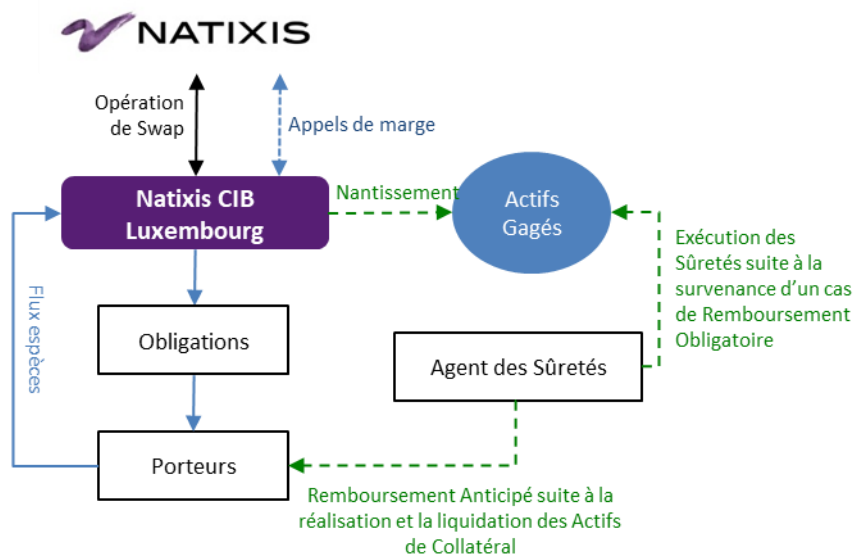 NATIXIS
Opération
de Swap
Appels de marge
Natixis CIB
Luxembourg
Nantissement
Actifs
Gagés
Exécution des
Sûretés suite à la
survenance d'un cas
de Remboursement
Obligatoire
Flux espèces
Obligations
Agent des Sûretés
Porteurs
Remboursement Anticipé suite à la
réalisation et la liquidation des Actifs
de Collatéral